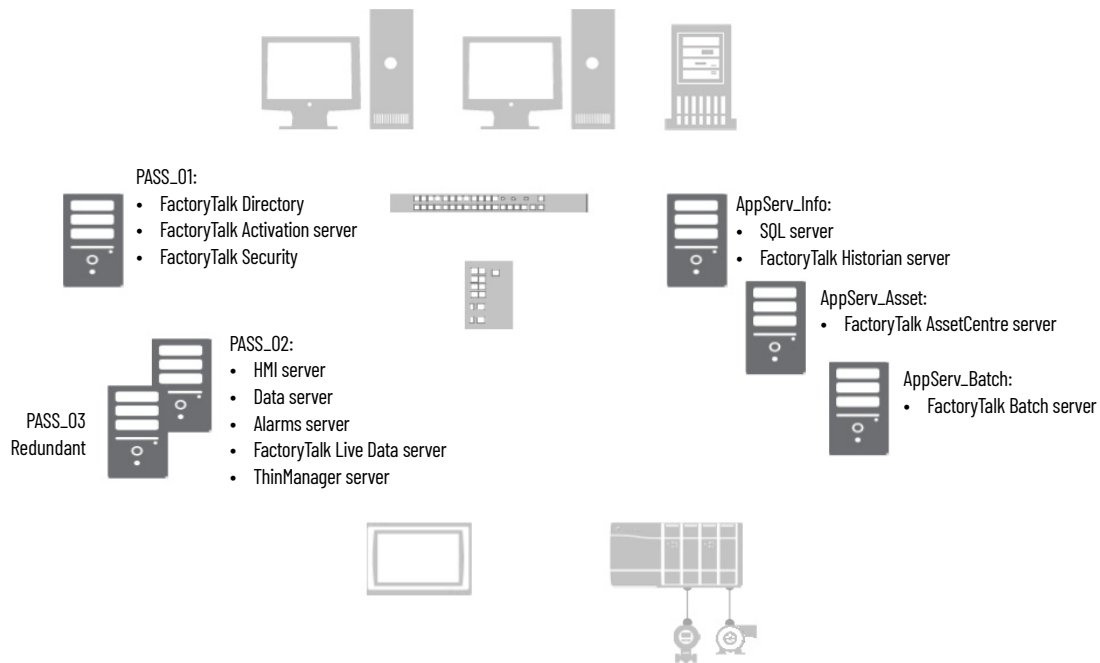 PASS_01:
• FactoryTalk Directory
• FactoryTalk Activation server
• FactoryTalk Security
AppServ_Info:
• SQL server
• FactoryTalk Historian server
AppServ_Asset:
• FactoryTalk AssetCentre server
PASS_02:
• HMI server
• Data server
• Alarms server
• FactoryTalk Live Data server
• ThinManager server
PASS_03
Redundant
AppServ_Batch:
• FactoryTalk Batch server